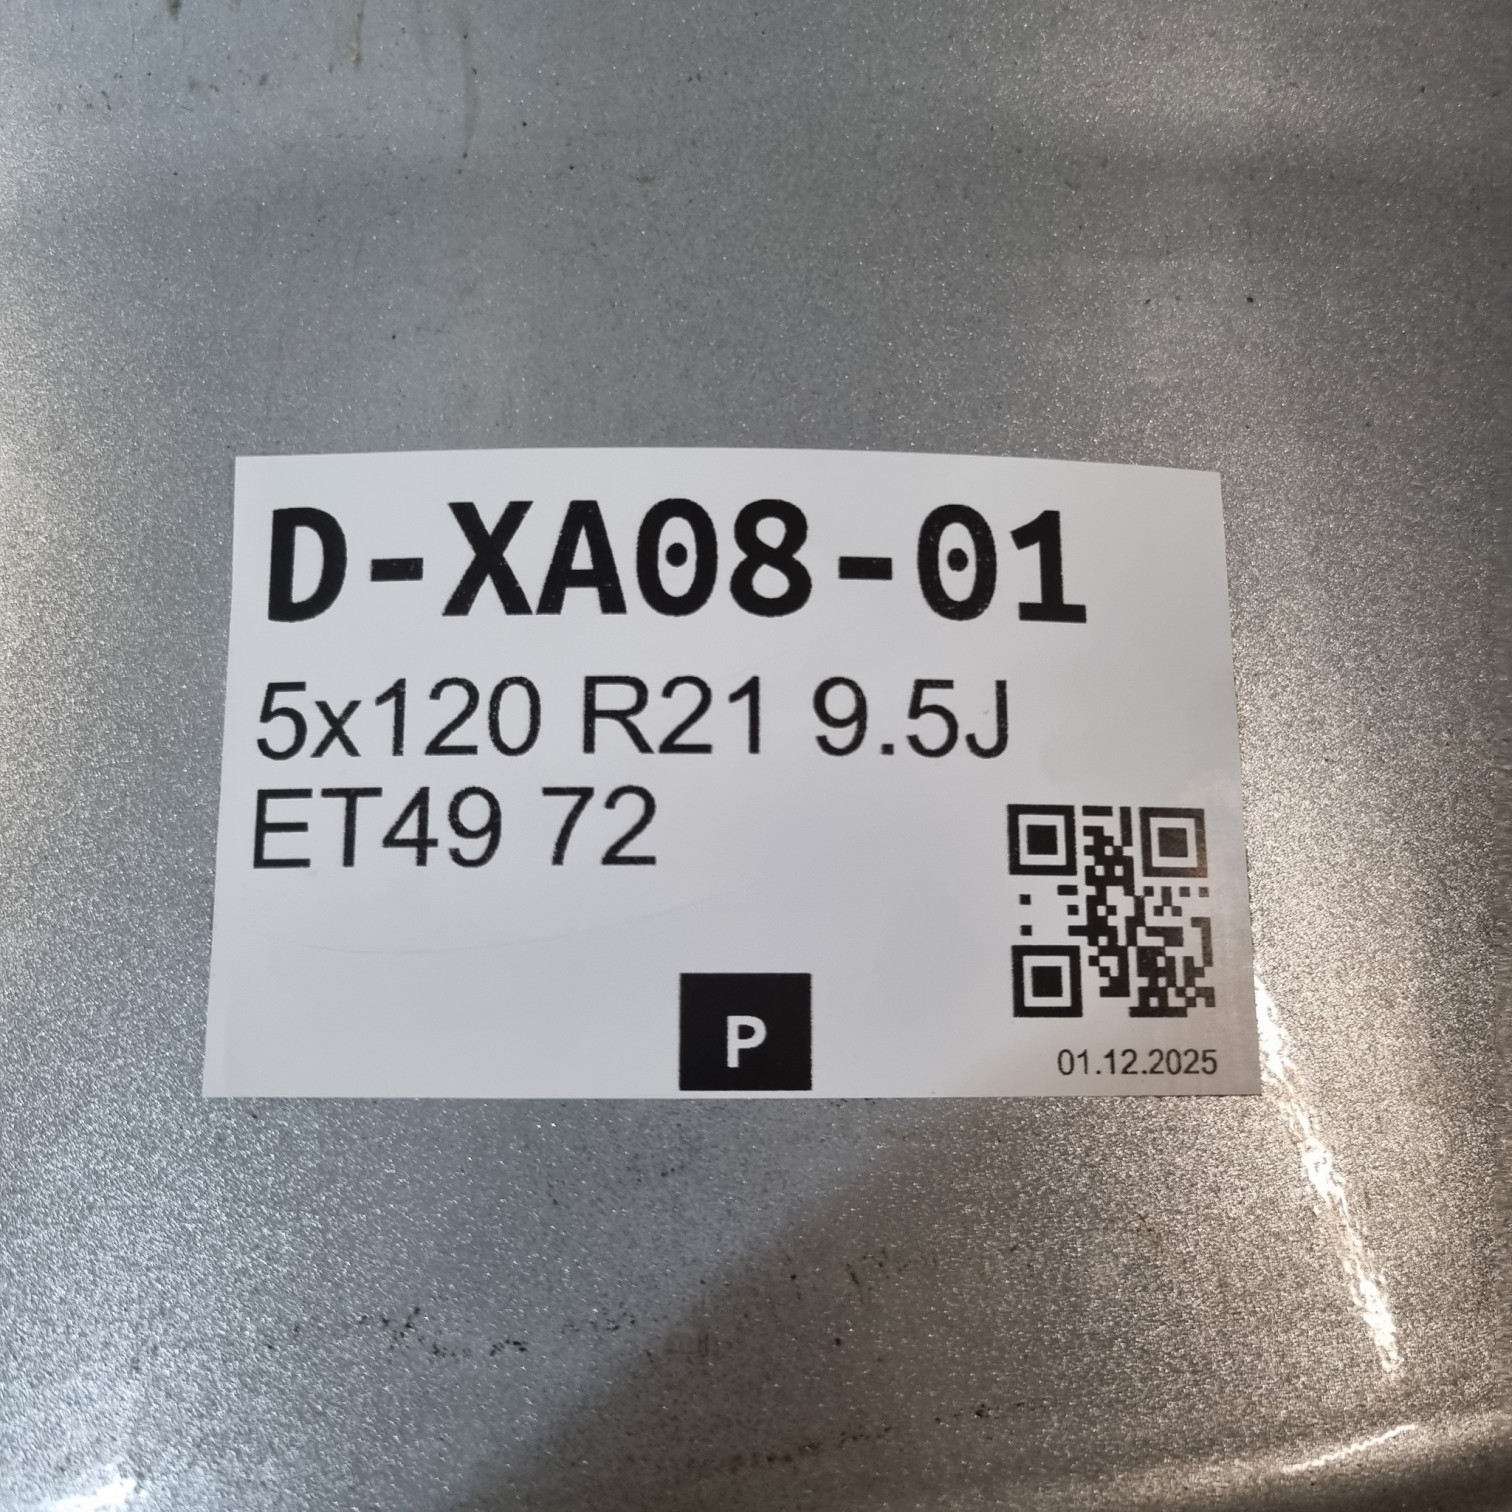 D-XA08-01
5x120 R21 9.5J
ET49 72
P
01.12.2025